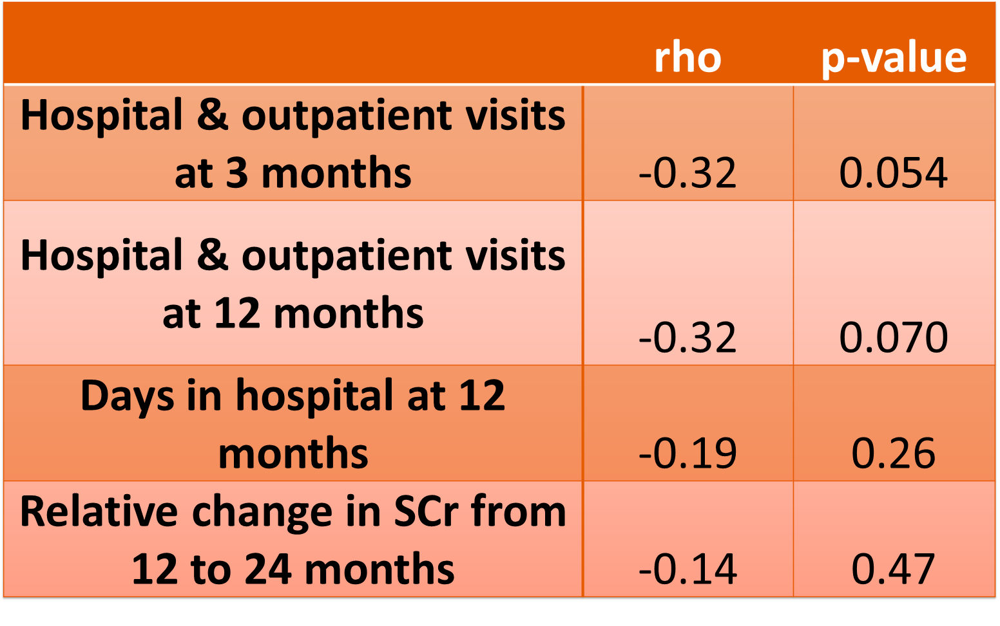 rho p-value
Hospital & outpatient visits
at 3 months -0.32 0.054
Hospital & outpatient visits
at 12 months
-0.32 0.070
Days in hospital at 12
months -0.19 0.26
Relative change in SCr from
12 to 24 months -0.14 0.47